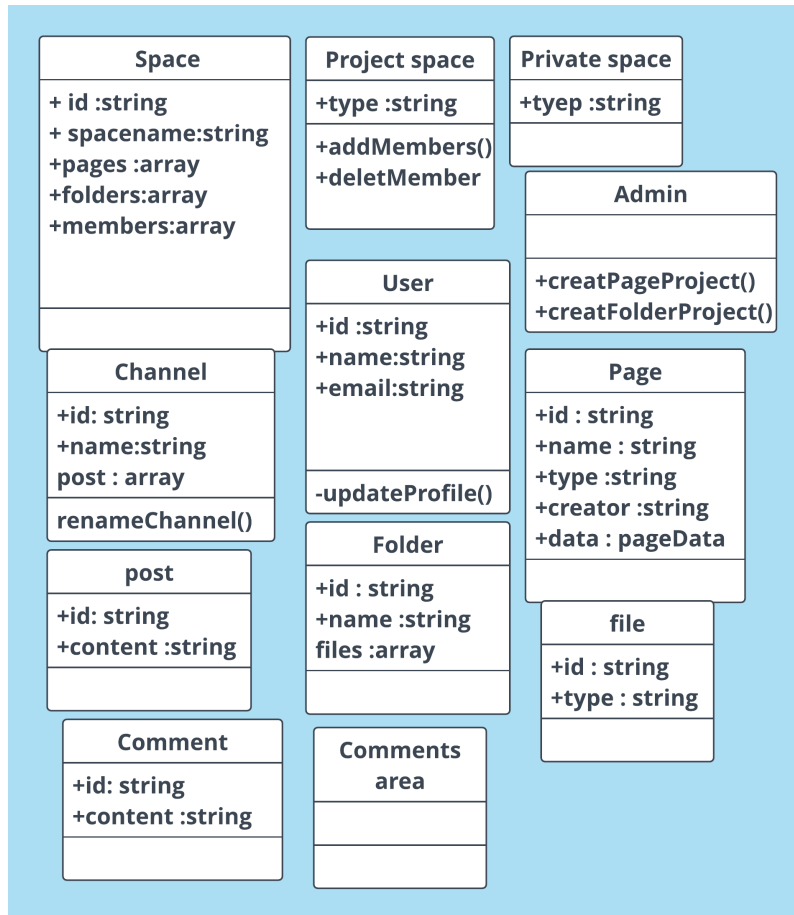 Space
+ id :string
+ spacename:string
+pages :array
+folders:array
+members:array
Project space
+type :string
+addMembers()
+deletMember
Private space
+tyep :string
Admin
+creatPageProject()
+creatFolderProject()
User
+id :string
+name:string
+email:string
-updateProfile()
Channel
+id: string
+name:string
post : array
renameChannel()
Page
+id : string
+name : string
+type :string
+creator :string
+data : pageData
post
+id: string
+content :string
Folder
+id : string
+name :string
files :array
file
+id : string
+type : string
Comment
+id: string
+content :string
Comments
area